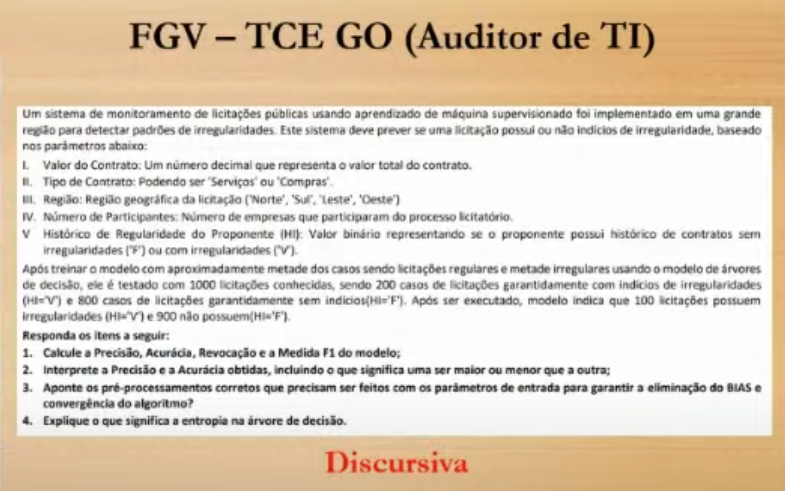 FGV – TCE GO (Auditor de TI)
Um sistema de monitoramento de licitações públicas usando aprendizado de máquina supervisionado foi implementado em uma grande
região para detectar padrões de irregularidades. Este sistema deve prever se uma licitação possui ou não indícios de irregularidade, baseado
nos parâmetros abaixo:
I. Valor do Contrato: Um número decimal que representa o valor total do contrato.
II. Tipo de Contrato: Podendo ser 'Serviços' ou 'Compras'.
III. Região: Região geográfica da licitação ('Norte', 'Sul', 'Leste', 'Oeste')
IV. Número de Participantes: Número de empresas que participaram do processo licitatório.
V Histórico de Regularidade do Proponente (HI): Valor binário representando se o proponente possui histórico de contratos sem
irregularidades ('F') ou com irregularidades ('V').
Após treinar o modelo com aproximadamente metade dos casos sendo licitações regulares e metade irregulares usando o modelo de árvores
de decisão, ele é testado com 1000 licitações conhecidas, sendo 200 casos de licitações garantidamente com indícios de irregularidade
(HI='V') e 800 casos de licitações garantidamente sem indícios(HI='F'). Após ser executado, modelo indica que 100 licitações possuem
irregularidades (HI='V') e 900 não possuem(HI='F').
Responda os itens a seguir:
1. Calcule a Precisão, Acurácia, Revocação e a Medida F1 do modelo;
2. Interprete a Precisão e a Acurácia obtidas, incluindo o que significa uma ser maior ou menor que a outra;
3. Aponte os pré-processamentos corretos que precisam ser feitos com os parâmetros de entrada para garantir a eliminação do BIAS e
convergência do algoritmo?
4. Explique o que significa a entropia na árvore de decisão.
Discursiva